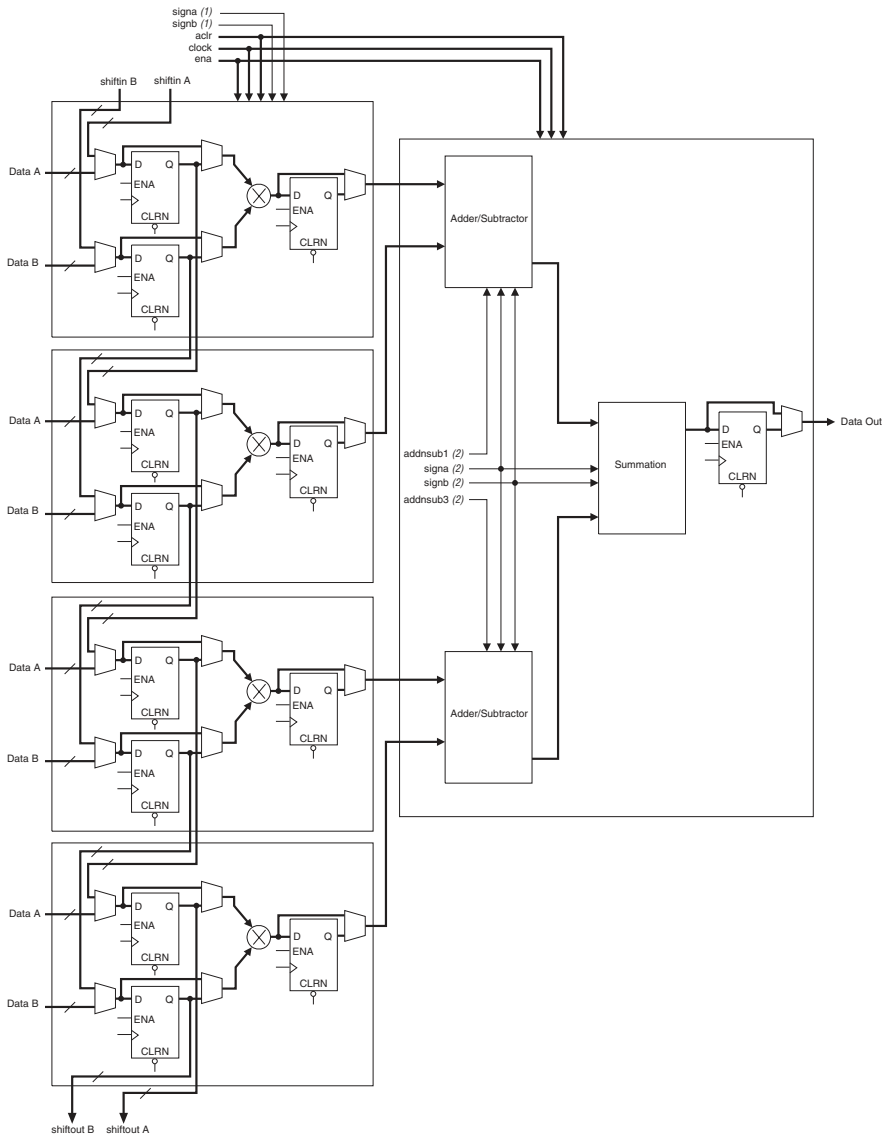 signa (1)
signb (1)
aclr
clock
ena
shiftin B shiftin A
Data A
D Q
ENA
CLRN
D Q
ENA
CLRN
Data B
D Q
ENA
CLRN
Adder/Subtractor
Data A
D Q
ENA
CLRN
D Q
ENA
CLRN
Data B
D Q
ENA
CLRN
addnsub1 (2)
signa (2)
signb (2)
addnsub3 (2)
Summation
D Q
ENA
CLRN
Data Out
Data A
D Q
ENA
CLRN
D Q
ENA
CLRN
Data B
D Q
ENA
CLRN
Adder/Subtractor
Data A
D Q
ENA
CLRN
D Q
ENA
CLRN
Data B
D Q
ENA
CLRN
shiftout B shiftout A